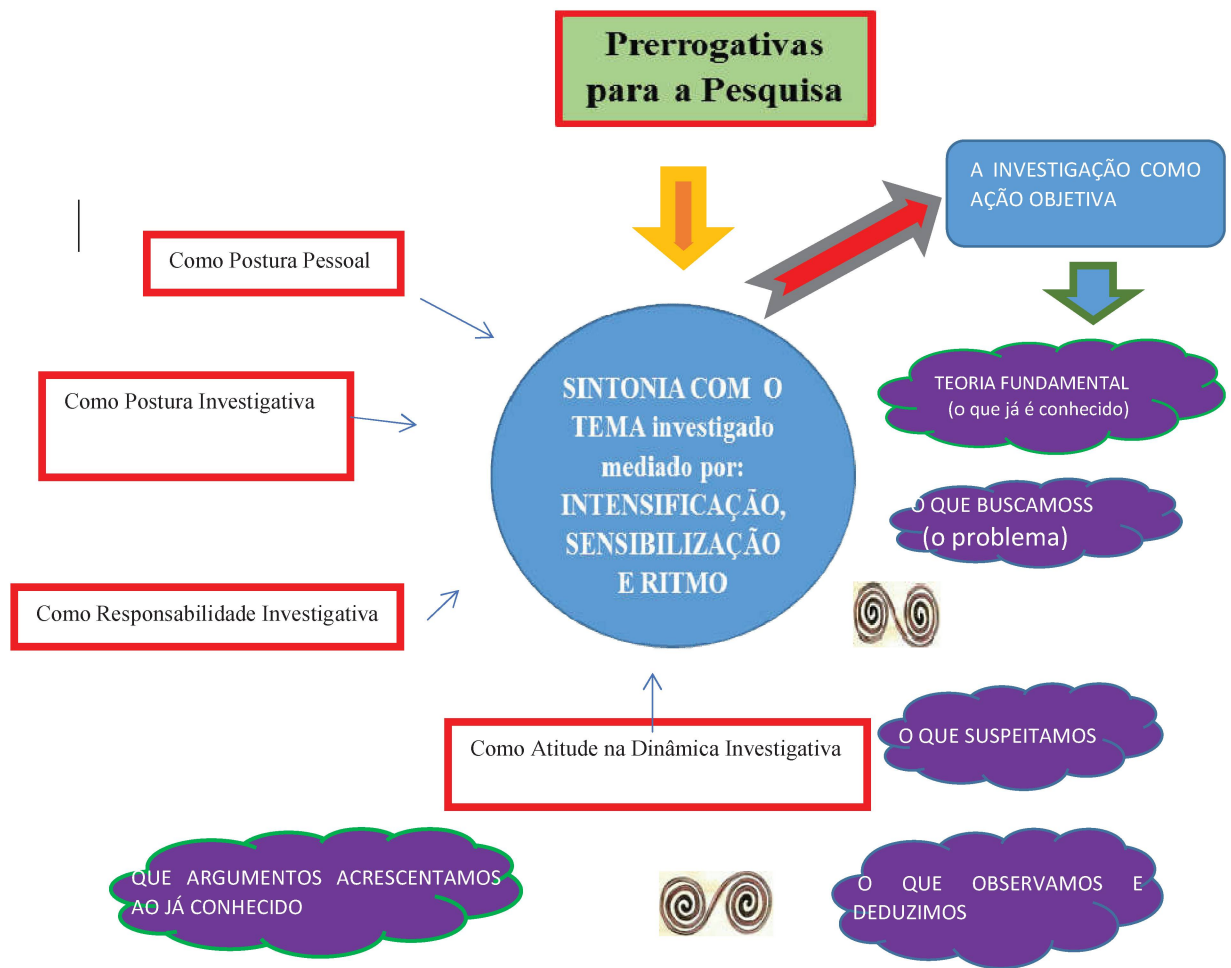 Prerrogativas
para a Pesquisa
A INVESTIGAÇÃO COMO
AÇÃO OBJETIVA
Como Postura Pessoal
Como Postura Investigativa
SINTONIA COM O
TEMA investigado
mediado por:
INTENSIFICAÇÃO,
SENSIBILIZAÇÃO
E RITMO
TEORIA FUNDAMENTAL
(o que já é conhecido)
O QUE BUSCAMOSS
(o problema)
Como Responsabilidade Investigativa
O QUE SUSPEITAMOS
Como Atitude na Dinâmica Investigativa
QUE ARGUMENTOS ACRESCENTAMOS
AO JÁ CONHECIDO
O QUE OBSERVAMOS E
DEDUZIMOS